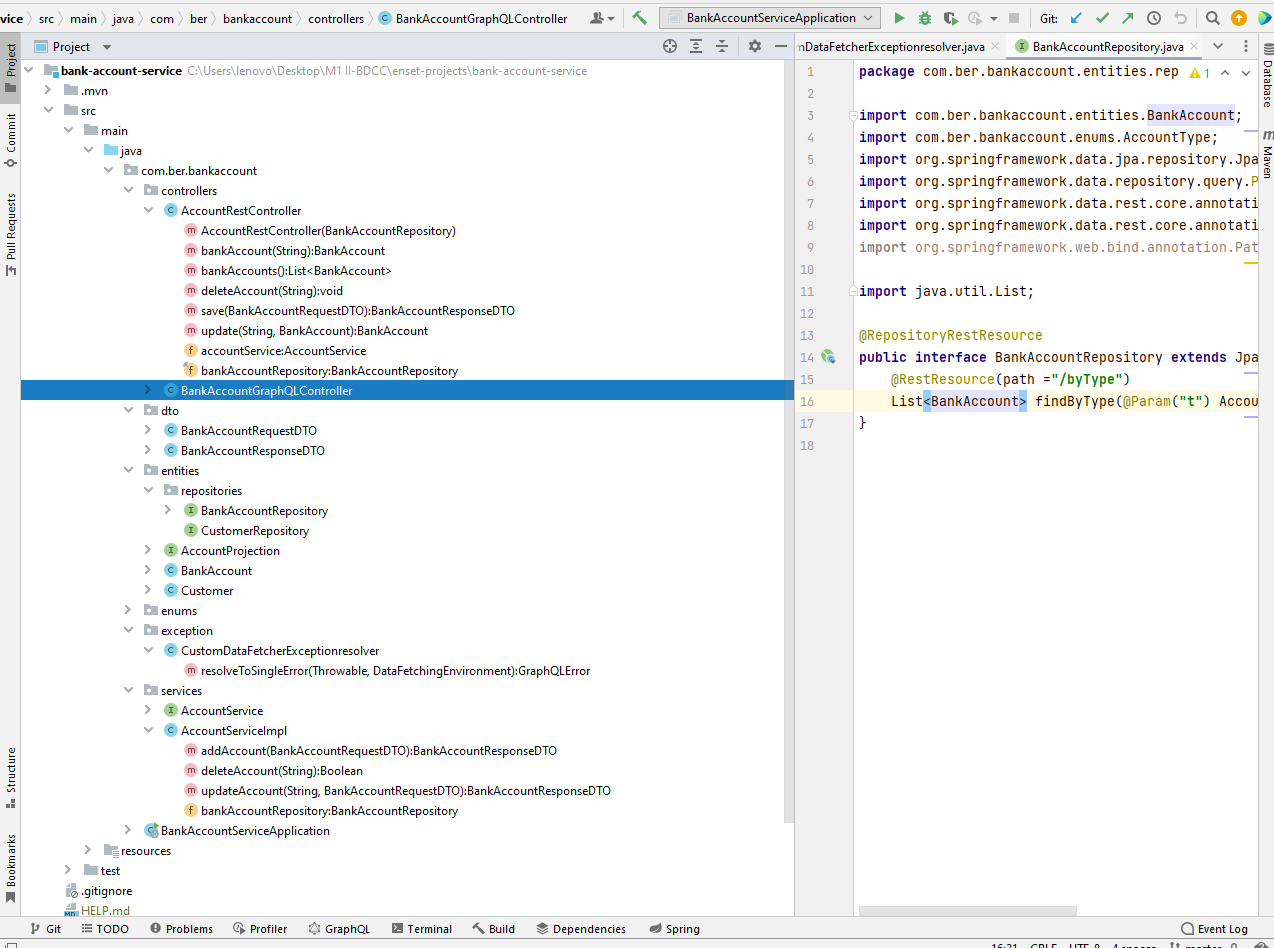 vice src main java com ber bankaccount controllers BankAccountGraphQLController BankAccountServiceApplication Git:
Project
Commit
Pull Requests
Structure
Bookmarks
Project
bank-account-service C:\Users\lenovo\Desktop\M1 II-BDCC\enset-projects\bank-account-service
.mvn
src
main
java
com.ber.bankaccount
controllers
AccountRestController
AccountRestController(BankAccountRepository)
bankAccount(String):BankAccount
bankAccounts():List<BankAccount>
deleteAccount(String):void
save(BankAccountRequestDTO):BankAccountResponseDTO
update(String, BankAccount):BankAccount
accountService:AccountService
bankAccountRepository:BankAccountRepository
BankAccountGraphQLController
dto
BankAccountRequestDTO
BankAccountResponseDTO
entities
repositories
BankAccountRepository
CustomerRepository
AccountProjection
BankAccount
Customer
enums
exception
CustomDataFetcherExceptionresolver
resolveToSingleError(Throwable, DataFetchingEnvironment):GraphQLError
services
AccountService
AccountServiceImpl
addAccount(BankAccountRequestDTO):BankAccountResponseDTO
deleteAccount(String):Boolean
updateAccount(String, BankAccountRequestDTO):BankAccountResponseDTO
bankAccountRepository:BankAccountRepository
BankAccountServiceApplication
resources
test
.gitignore
HELP.md
mDataFetcherExceptionresolver.java BankAccountRepository.java
1 package com.ber.bankaccount.entities.rep 1
2
3 import com.ber.bankaccount.entities.BankAccount;
4 import com.ber.bankaccount.enums.AccountType;
5 import org.springframework.data.jpa.repository.Jpa
6 import org.springframework.data.repository.query.P
7 import org.springframework.data.rest.core.annotati
8 import org.springframework.data.rest.core.annotati
9 import org.springframework.web.bind.annotation.Pat
10
11 import java.util.List;
12
13 @RepositoryRestResource
14 public interface BankAccountRepository extends Jpa
15 @RestResource(path ="/byType")
16 List<BankAccount> findByType(@Param("t") Accou
17 }
18
Database
Maven
Git TODO Problems Profiler GraphQL Terminal Build Dependencies Spring Event Log
16:21 CRLF UTF-8 4 spaces master